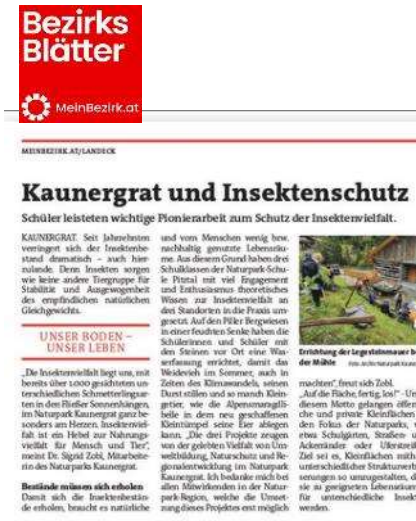 Bezirks
Blätter
MeinBezirk.at
MEINBEZIRK.AT/LANDECK
Kaunergrat und Insektenschutz
Schüler leisteten wichtige Pionierarbeit zum Schutz der Insektenvielfalt.
KAUNERGRAT. Seit Jahrzehnten
verringert sich der Insektenbe-
stand dramatisch – auch hier-
zulande. Denn Insekten sorgen
wie keine andere Tiergruppe für
Stabilität und Ausgewogenheit
des empfindlichen natürlichen
Gleichgewichts.
UNSER BODEN –
UNSER LEBEN
„Die Insektenvielfalt liegt uns, mit
bereits über 1.000 gesichteten un-
terschiedlichen Schmetterlingsar-
ten in den Fließer Sonnenhängen,
im Naturpark Kaunergrat ganz be-
sonders am Herzen. Insektenviel-
falt ist ein Hebel zur Nahrungs-
vielfalt für Mensch und Tier",
meint Dr. Sigrid Zobl, Mitarbeite-
rin des Naturparks Kaunergrat.
Bestände müssen sich erholen
Damit sich die Insektenbestän-
de erholen, braucht es natürliche
und vom Menschen wenig bzw.
nachhaltig genutzte Lebensräu-
me. Aus diesem Grund haben drei
Schulklassen der Naturpark-Schu-
le Pitztal mit viel Engagement
und Enthusiasmus theoretisches
Wissen zur Insektenvielfalt an
drei Standorten in die Praxis um-
gesetzt. Auf den Piller Bergwiesen
in einer feuchten Senke haben die
Schülerinnen und Schüler mit
den Steinen vor Ort eine Was-
serfassung errichtet, damit das
Weidevieh im Sommer, auch in
Zeiten des Klimawandels, seinen
Durst stillen und so manch Klein-
getier, wie die Alpensmaragdli-
belle in dem neu geschaffenen
Kleintümpel seine Eier ablegen
kann. „Die drei Projekte zeugen
von der gelebten Vielfalt von Um-
weltbildung, Naturschutz und Re-
gionalentwicklung im Naturpark
Kaunergrat. Ich bedanke mich bei
allen Mitwirkenden in der Natur-
park-Region, welche die Umset-
zung dieses Projektes erst möglich
Errichtung der Legsteinmauer b
der Mühle
machten", freut sich Zobl.
„Auf die Fläche, fertig, los!" - Un
diesem Motto gelangen öffen
che und private Kleinflächen
den Fokus der Naturparks,
etwa Schulgärten, Straßen- u
Ackerränder oder Uferstreif
Ziel sei es, Kleinflächen mith
unterschiedlicher Strukturverb
serungen so umzugestalten, d
sie zu geeigneten Lebensräum
für unterschiedliche Insek
werden.